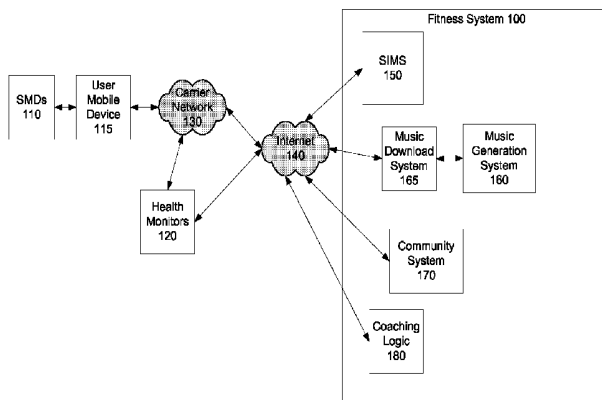 Fitness System 100
SIMS
150
SMDs
110
User
Mobile
Device
115
Carrier
Network
130
Internet
140
Music
Download
System
165
Music
Generation
System
160
Health
Monitors
120
Community
System
170
Coaching
Logic
180